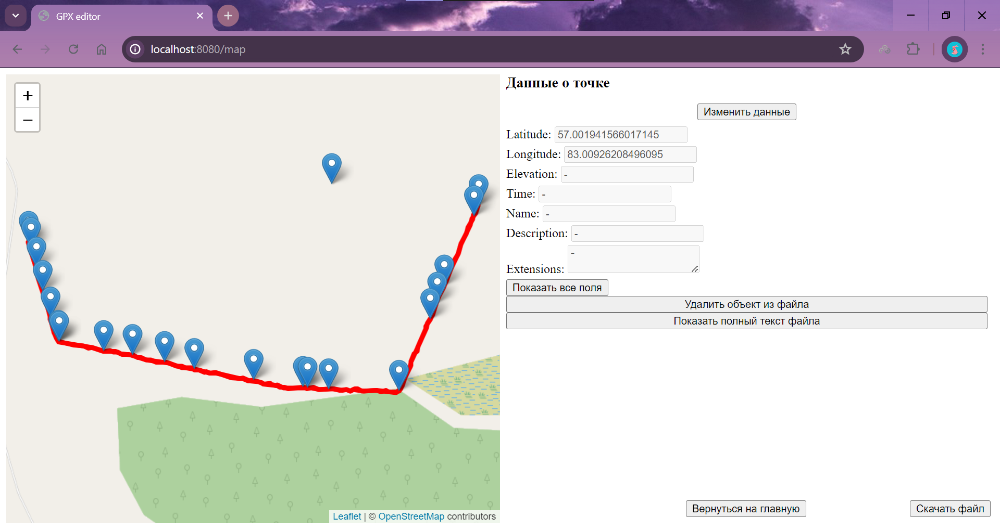 GPX editor
localhost:8080/map
+
−
Leaflet | © OpenStreetMap contributors
Данные о точке
Изменить данные
Latitude: 57.001941566017145
Longitude: 83.00926208496095
Elevation: -
Time: -
Name: -
Description: -
Extensions: -
Показать все поля
Удалить объект из файла
Показать полный текст файла
Вернуться на главную
Скачать файл